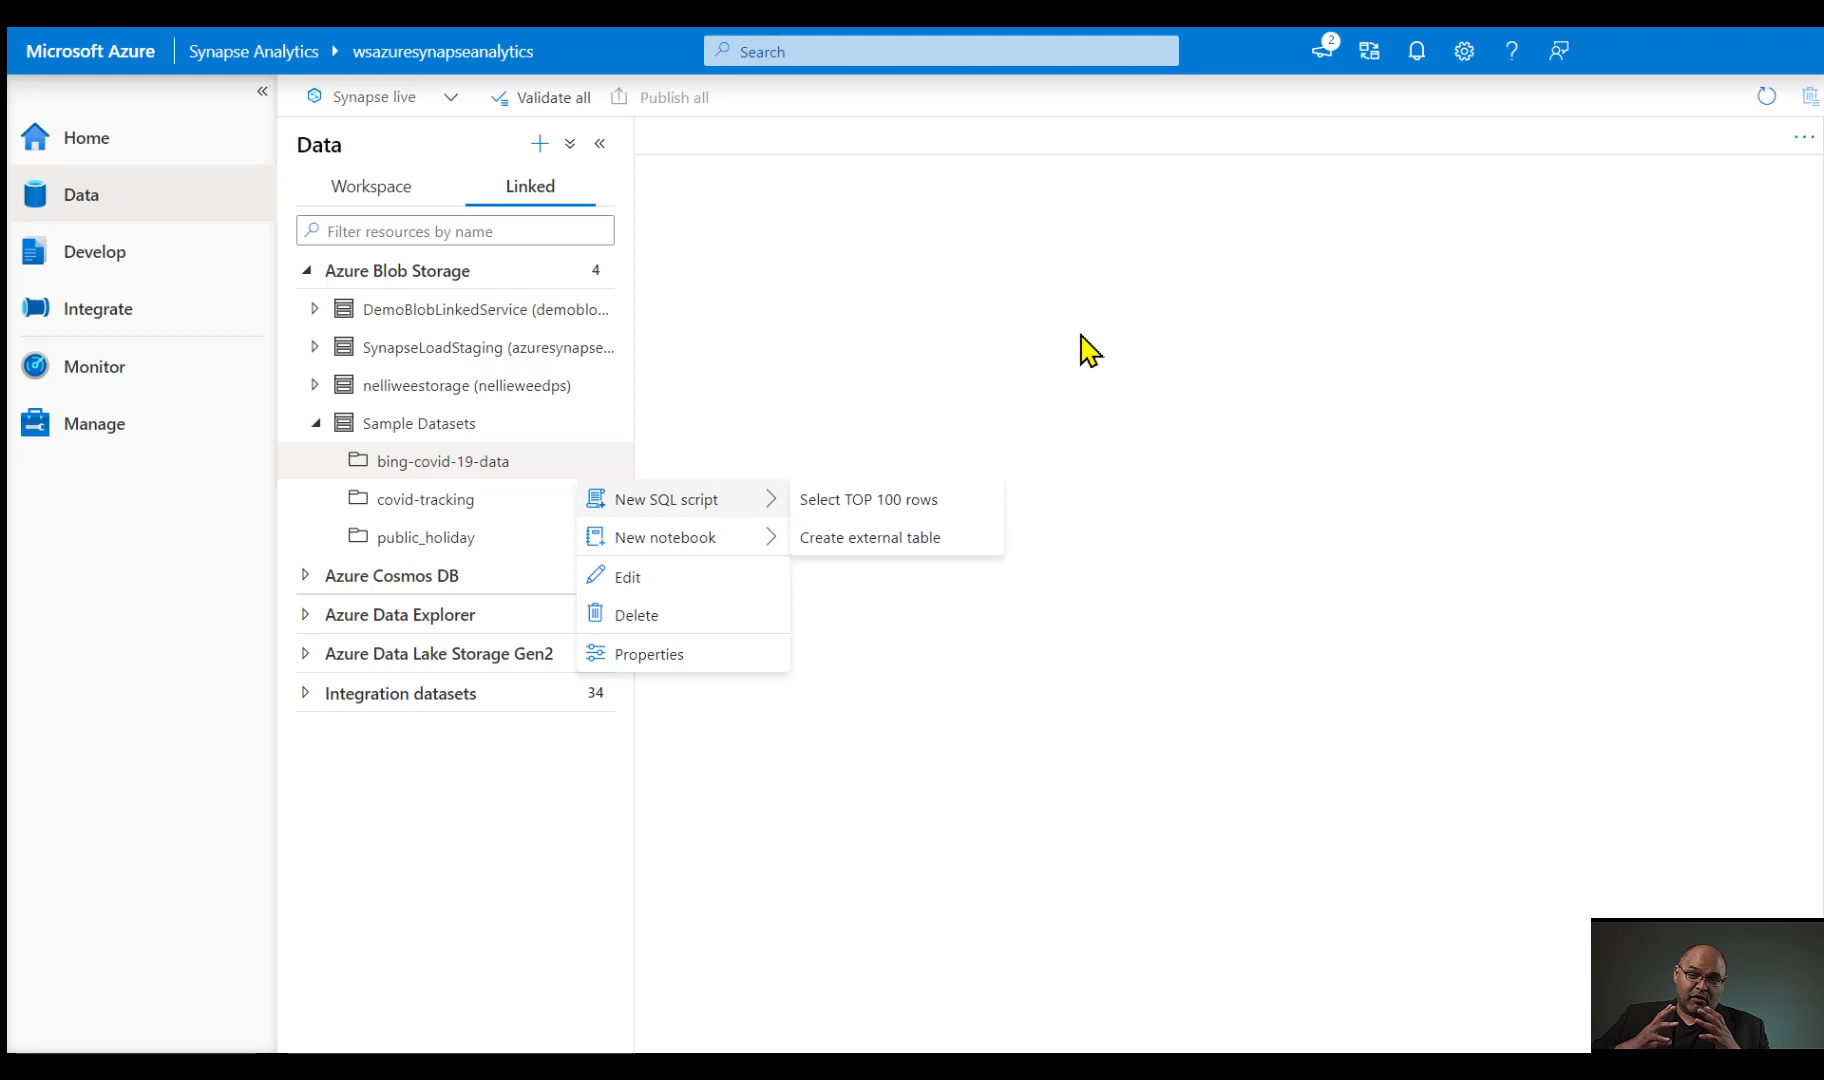 Microsoft Azure
Synapse Analytics
wsazuresynapseanalytics
Search
2
Synapse live
Validate all
Publish all
Home
Data
Develop
Integrate
Monitor
Manage
Data
Workspace
Linked
Filter resources by name
Azure Blob Storage 4
DemoBlobLinkedService (demoblo...
SynapseLoadStaging (azuresynapse...
nelliweestorage (nellieweedps)
Sample Datasets
bing-covid-19-data
covid-tracking
public_holiday
Azure Cosmos DB
Azure Data Explorer
Azure Data Lake Storage Gen2
Integration datasets 34
New SQL script
New notebook
Edit
Delete
Properties
Select TOP 100 rows
Create external table